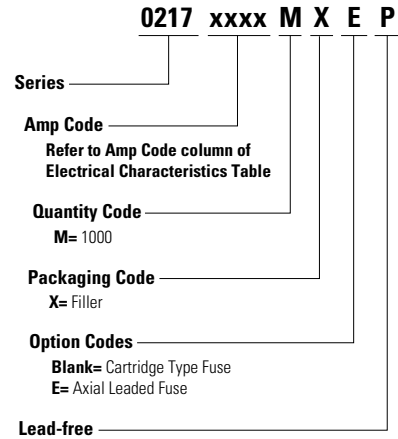 0217 xxxx M X E P
Series
Amp Code
Refer to Amp Code column of
Electrical Characteristics Table
Quantity Code
M= 1000
Packaging Code
X= Filler
Option Codes
Blank= Cartridge Type Fuse
E= Axial Leaded Fuse
Lead-free